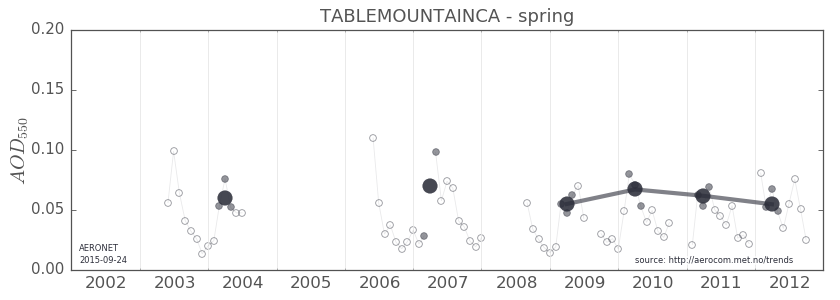 TABLEMOUNTAINCA - spring
0.20
0.15
0.10
0.05
0.00
AOD550
AERONET
2015-09-24
source: http://aerocom.met.no/trends
2002 2003 2004 2005 2006 2007 2008 2009 2010 2011 2012